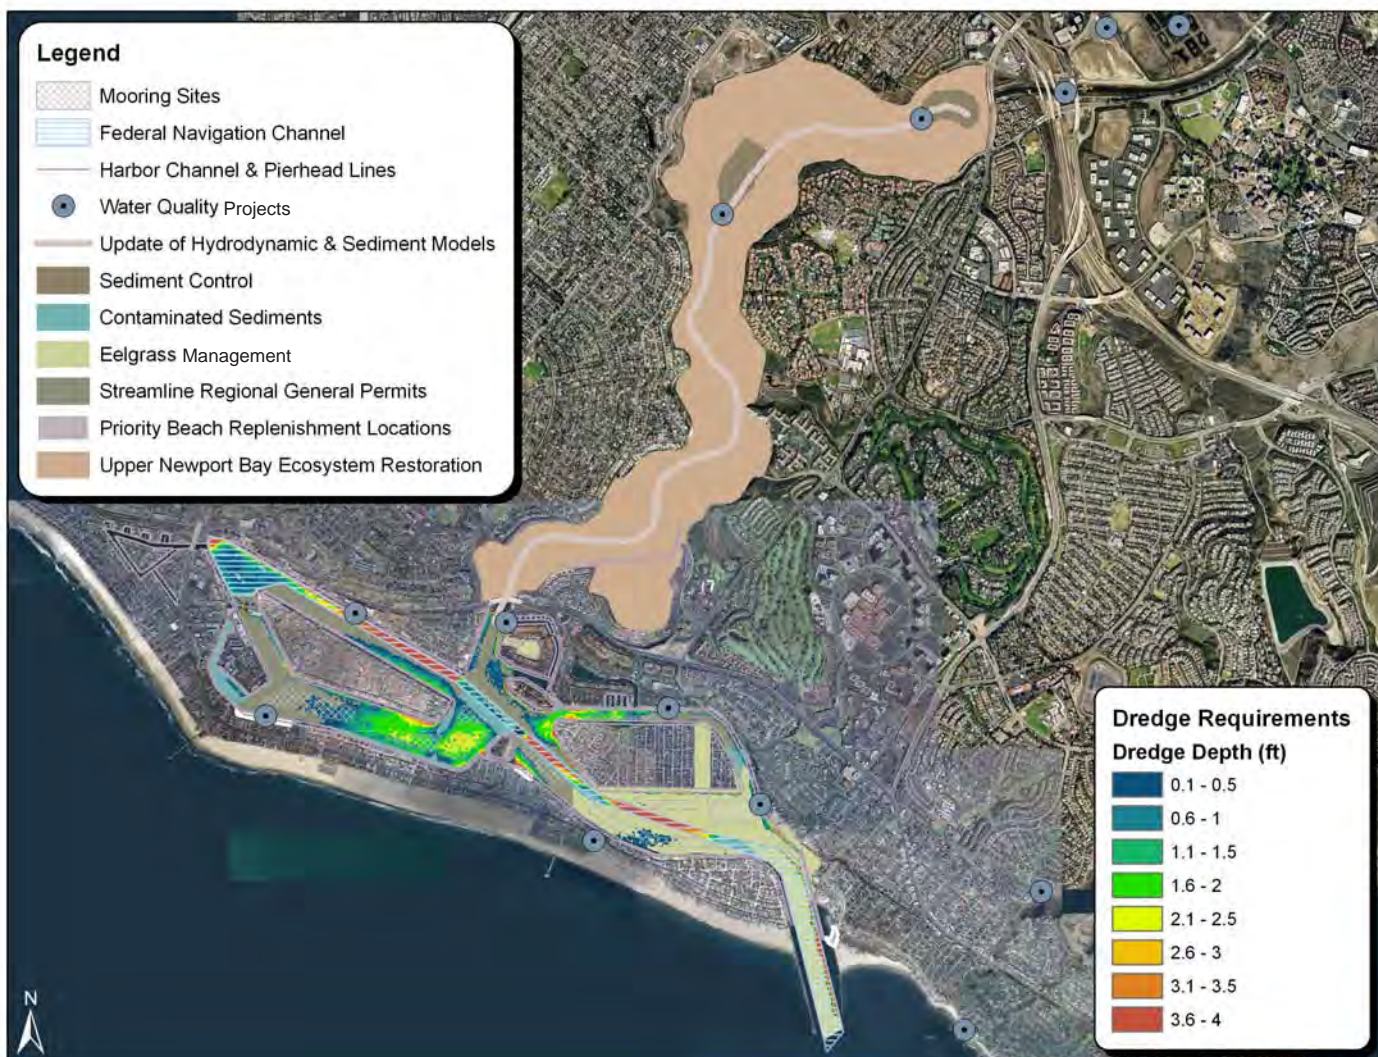 Legend
Mooring Sites
Federal Navigation Channel
Harbor Channel & Pierhead Lines
Water Quality Projects
Update of Hydrodynamic & Sediment Models
Sediment Control
Contaminated Sediments
Eelgrass Management
Streamline Regional General Permits
Priority Beach Replenishment Locations
Upper Newport Bay Ecosystem Restoration
Dredge Requirements
Dredge Depth (ft)
0.1 - 0.5
0.6 - 1
1.1 - 1.5
1.6 - 2
2.1 - 2.5
2.6 - 3
3.1 - 3.5
3.6 - 4
N